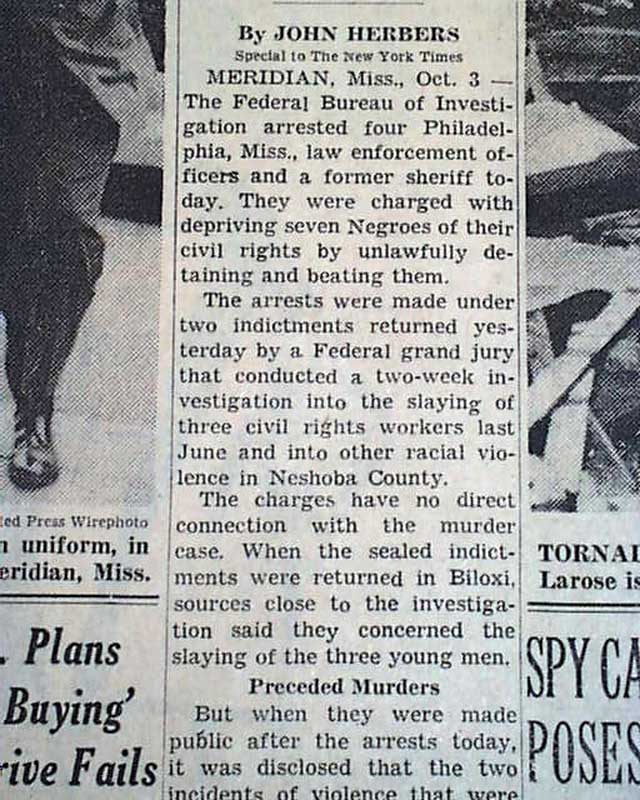 By JOHN HERBERS
Special to The New York Times
MERIDIAN, Miss., Oct. 3 —
The Federal Bureau of Investi-
gation arrested four Philadel-
phia, Miss., law enforcement of-
ficers and a former sheriff to-
day. They were charged with
depriving seven Negroes of their
civil rights by unlawfully de-
taining and beating them.
The arrests were made under
two indictments returned yes-
terday by a Federal grand jury
that conducted a two-week in-
vestigation into the slaying of
three civil rights workers last
June and into other racial vio-
lence in Neshoba County.
The charges have no direct
connection with the murder
case. When the sealed indict-
ments were returned in Biloxi,
sources close to the investiga-
tion said they concerned the
slaying of the three young men.
Preceded Murders
But when they were made
public after the arrests today,
it was disclosed that the two
incidents of violence that were
ted Press Wirephoto
n uniform, in
eridian, Miss.
. Plans
Buying’
rive Fails
TORNAD
Larose is
SPY CA
POSES